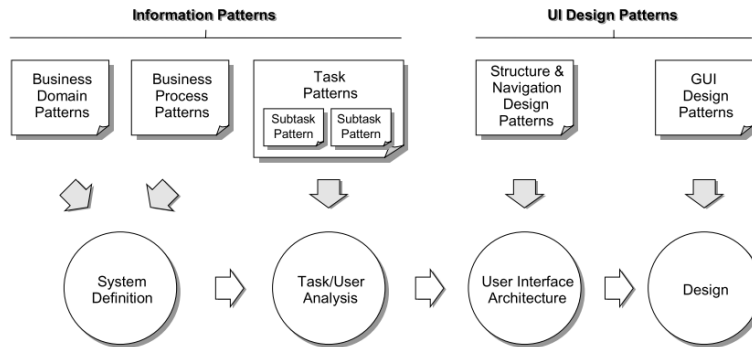 Information Patterns
UI Design Patterns
Business
Domain
Patterns
Business
Process
Patterns
Task
Patterns
Subtask
Pattern
Subtask
Pattern
Structure &
Navigation
Design
Patterns
GUI
Design
Patterns
System
Definition
Task/User
Analysis
User Interface
Architecture
Design